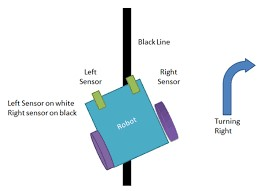 Black Line
Left
Sensor
Right
Sensor
Left Sensor on white
Right sensor on black
Robot
Turning
Right